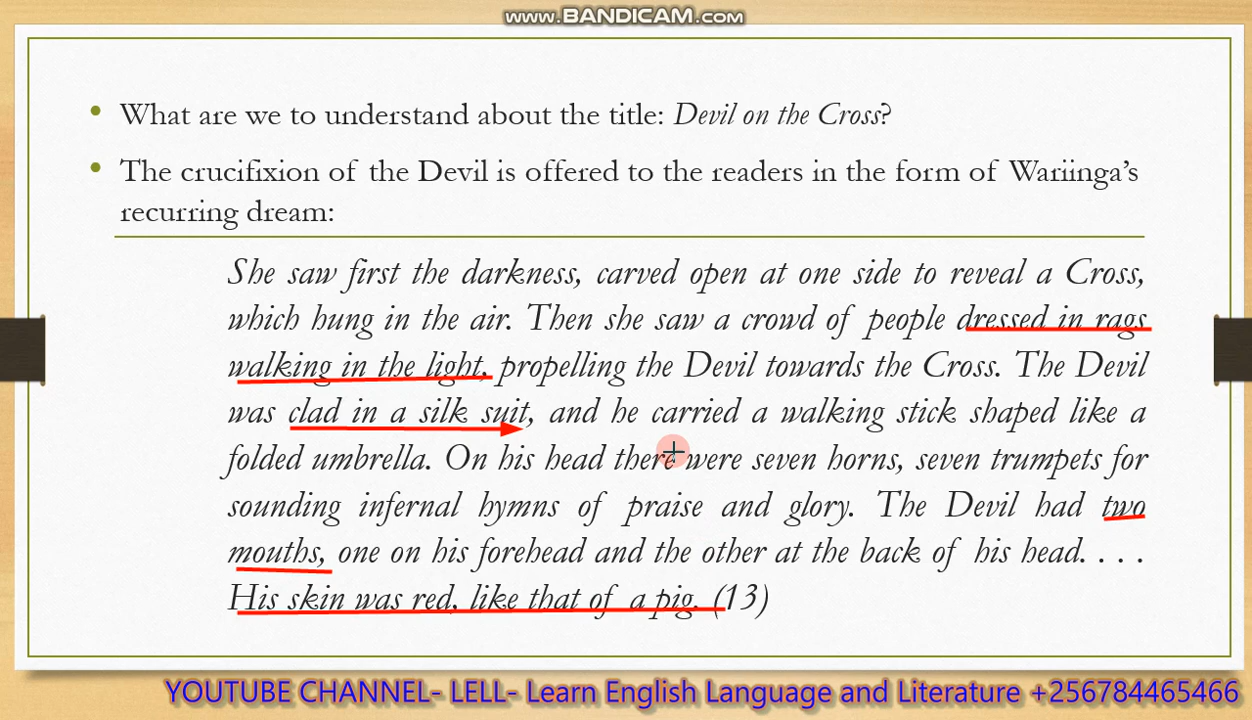 www.BANDICAM.com
• What are we to understand about the title: Devil on the Cross?
• The crucifixion of the Devil is offered to the readers in the form of Wariinga's
recurring dream:
She saw first the darkness, carved open at one side to reveal a Cross,
which hung in the air. Then she saw a crowd of people dressed in rags
walking in the light, propelling the Devil towards the Cross. The Devil
was clad in a silk suit, and he carried a walking stick shaped like a
folded umbrella. On his head there were seven horns, seven trumpets for
sounding infernal hymns of praise and glory. The Devil had two
mouths, one on his forehead and the other at the back of his head. . . .
His skin was red, like that of a pig. (13)
YOUTUBE CHANNEL- LELL- Learn English Language and Literature +256784465466